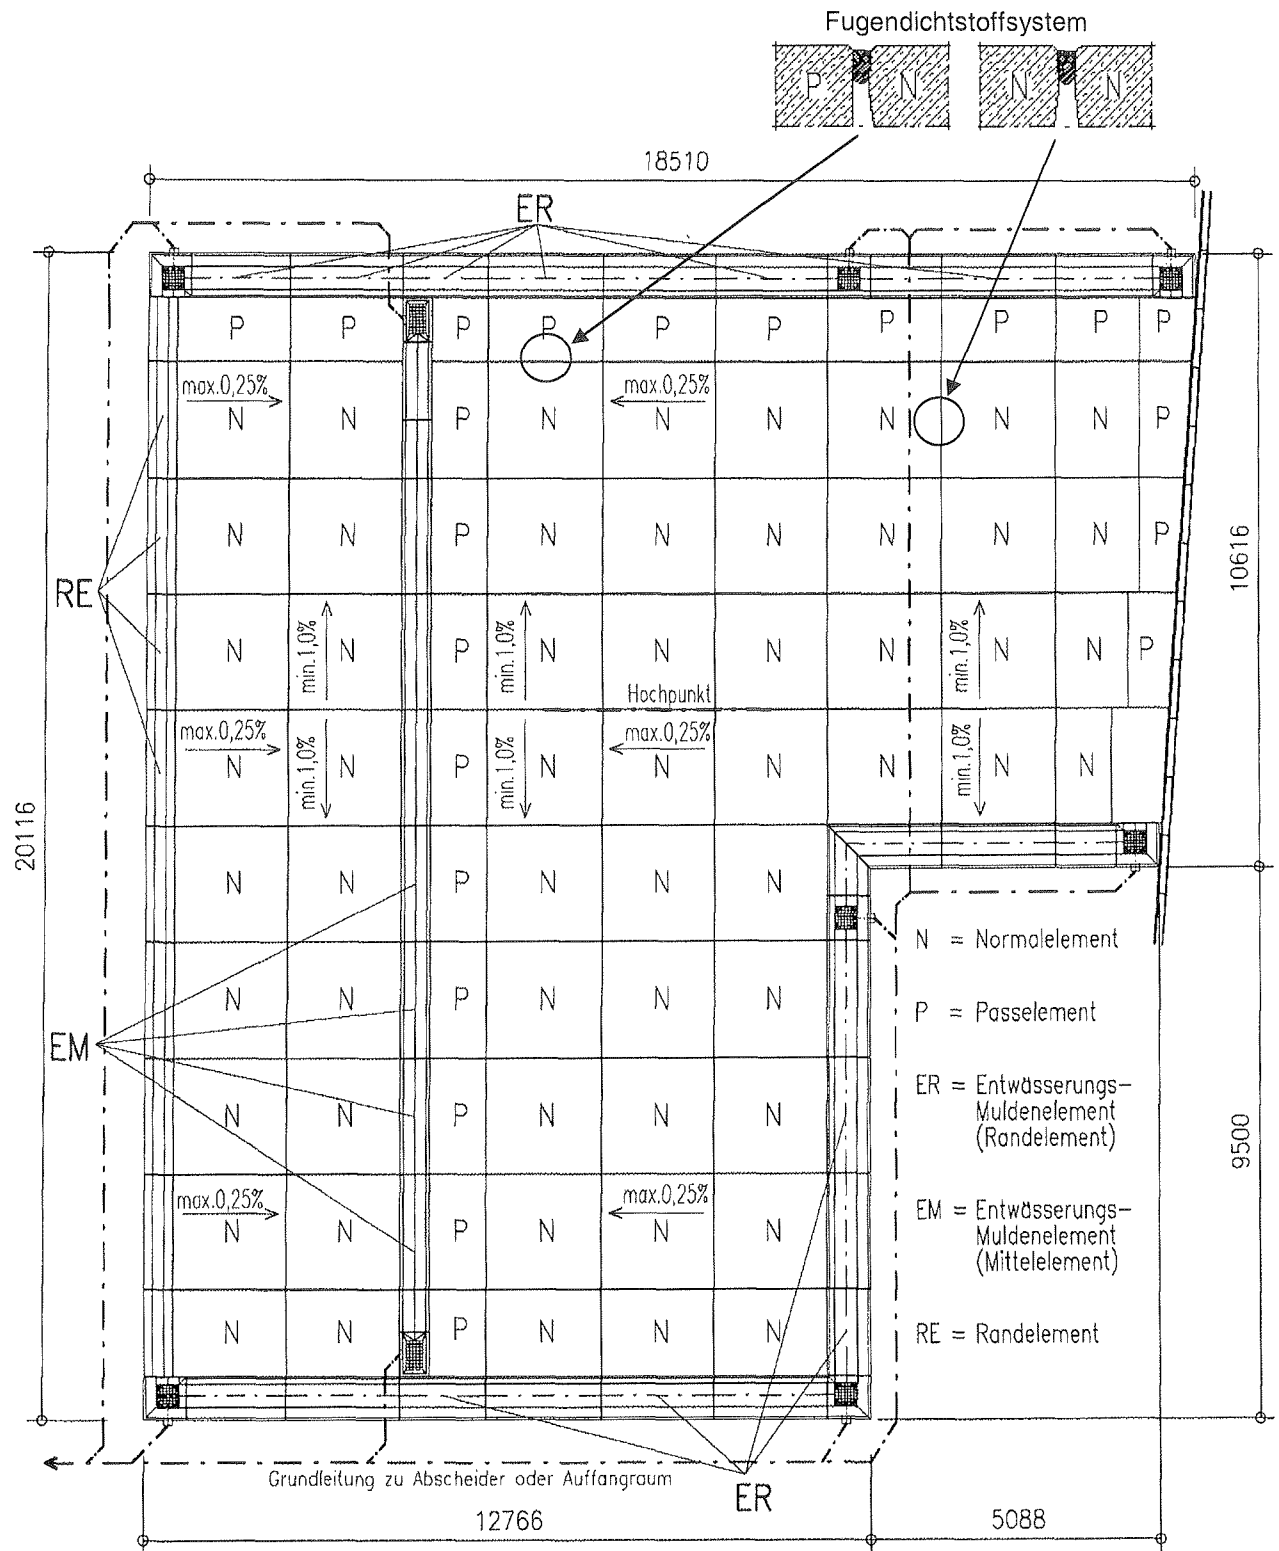 Fugendichtstoffsystem
P N N N
18510
ER
P P P P P P P P P P
max.0,25% max.0,25%
N N P N N N N N N P
N N P N N N N N N P
RE
10616
min.1,0% min.1,0% min.1,0%
N N P N N N N N N P
Hochpunkt
max.0,25% max.0,25%
min.1,0% min.1,0% min.1,0%
N N P N N N N N N
20116
N N P N N N
N = Normalelement
N N P N N N
P = Passelement
EM
ER = Entwässerungs-
Muldenelement
(Randelement)
N N P N N N
9500
max.0,25% max.0,25%
EM = Entwässerungs-
Muldenelement
(Mittelelement)
N N P N N N
RE = Randelement
N N P N N N
Grundleitung zu Abscheider oder Auffangraum
ER
12766 5088